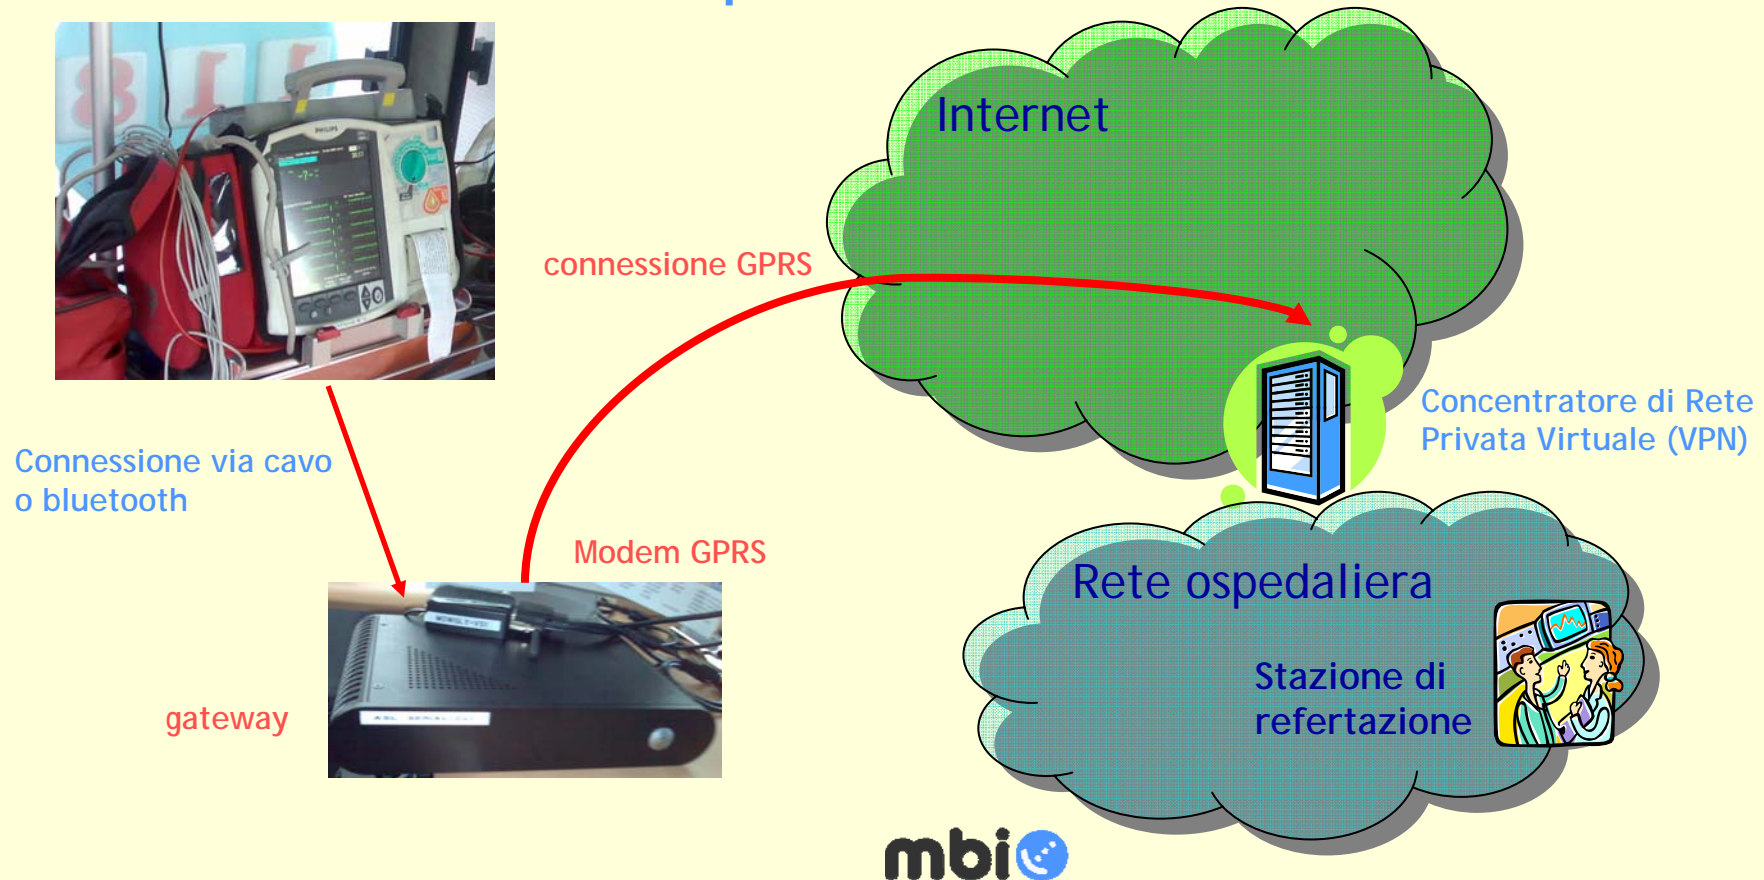 Internet
PHILIPS
connessione GPRS
Concentratore di Rete
Privata Virtuale (VPN)
Connessione via cavo
o bluetooth
Modem GPRS
Rete ospedaliera
Stazione di
refertazione
gateway
mbi